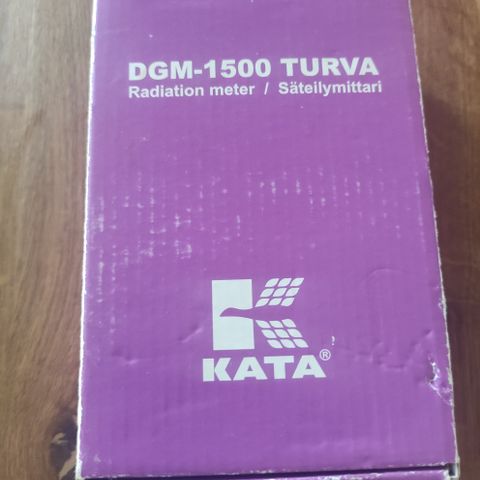 DGM-1500 TURVA
Radiation meter / Säteilymittari
KATA®